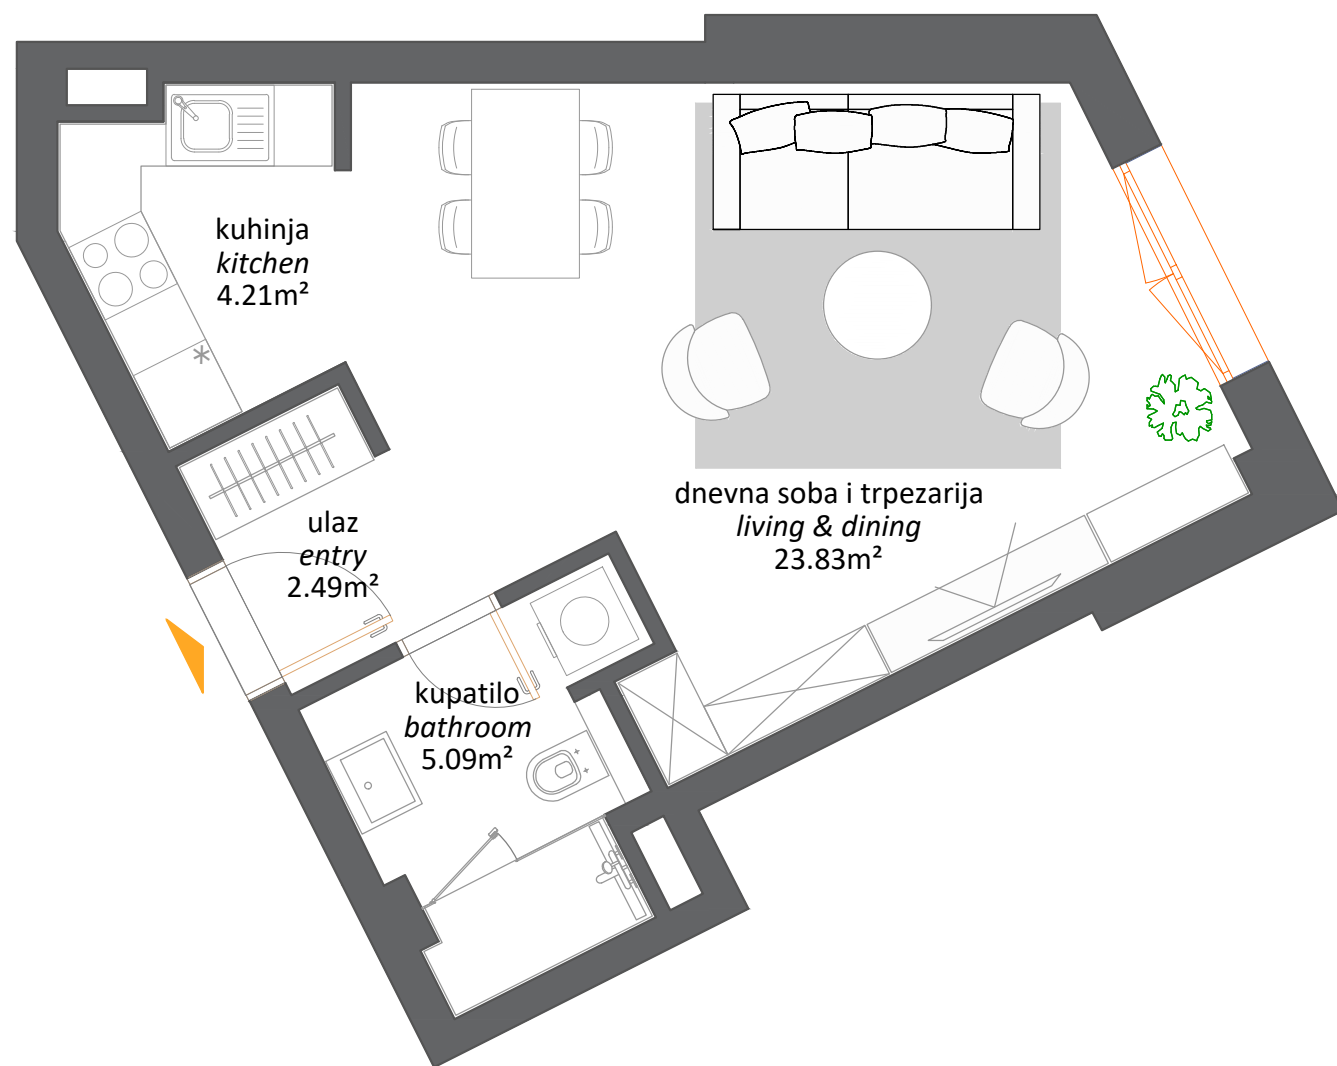 kuhinja
kitchen
4.21m²
ulaz
entry
2.49m²
dnevna soba i trpezarija
living & dining
23.83m²
kupatilo
bathroom
5.09m²